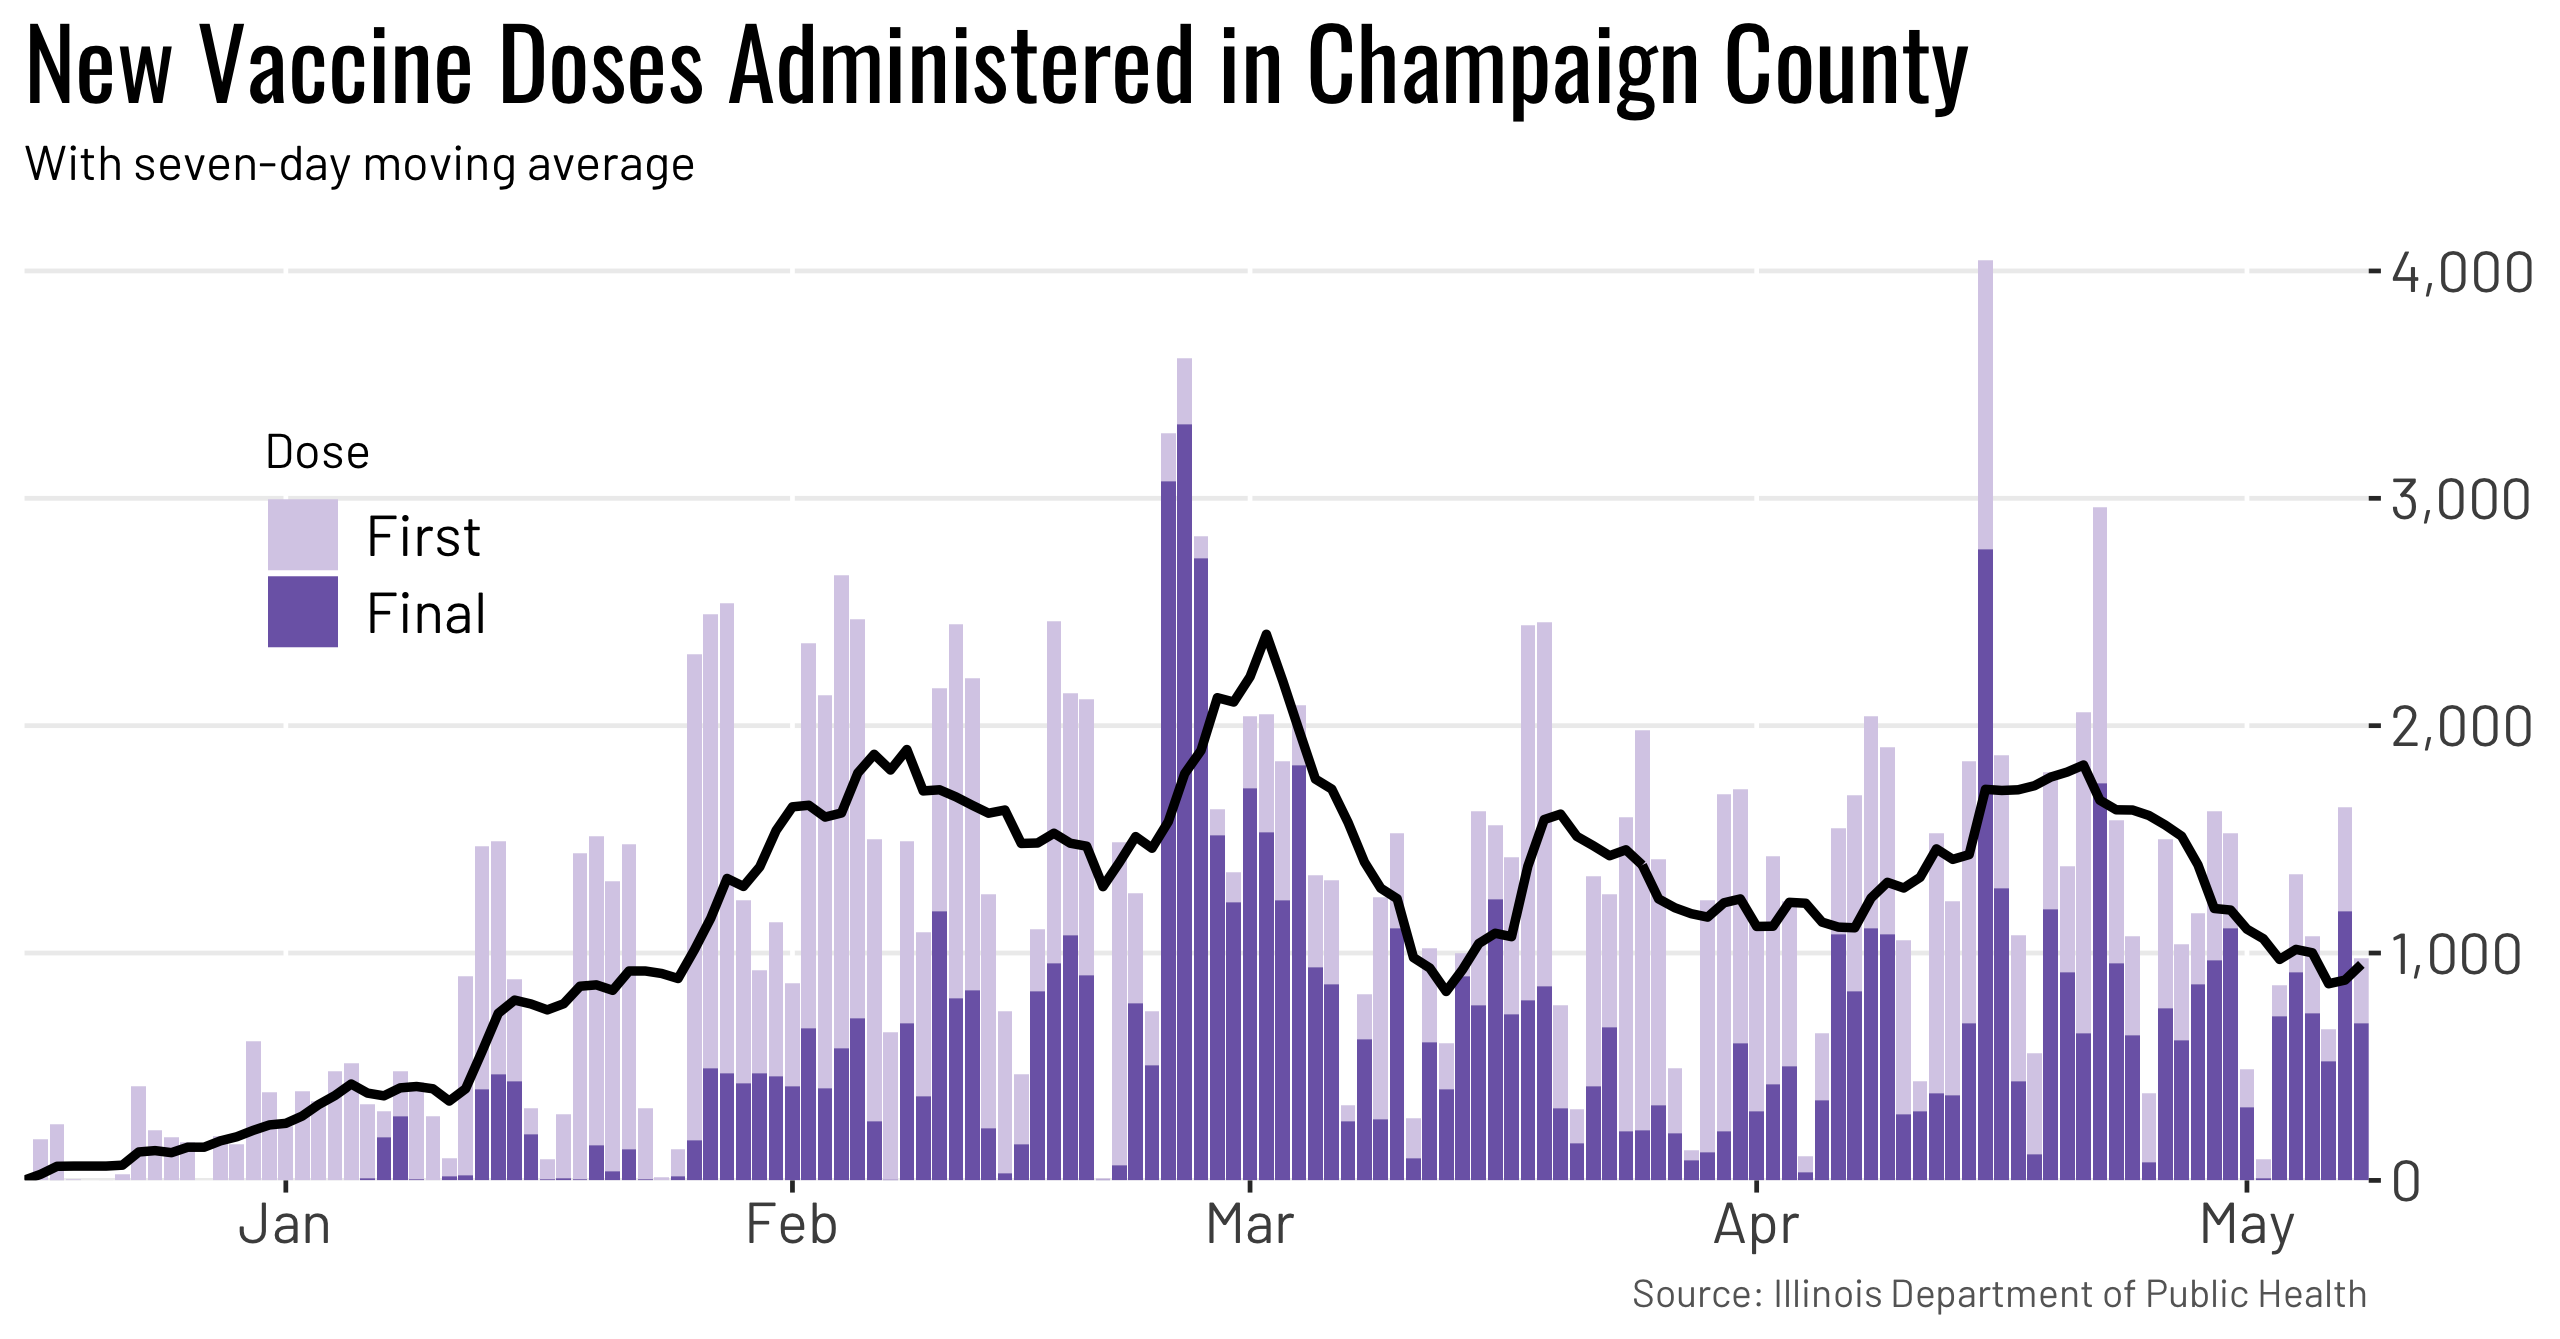 New Vaccine Doses Administered in Champaign County
With seven-day moving average
4,000
3,000
Dose
First
Final
2,000
1,000
0
Jan Feb Mar Apr May
Source: Illinois Department of Public Health